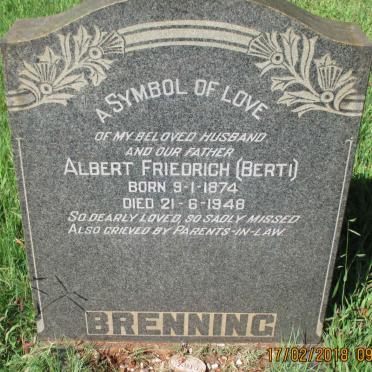 A SYMBOL OF LOVE
OF MY BELOVED HUSBAND
AND OUR FATHER
ALBERT FRIEDRICH (BERTI)
BORN 9-1-1874
DIED 21-6-1948
SO DEARLY LOVED, SO SADLY MISSED
ALSO GRIEVED BY PARENTS-IN-LAW
BRENNING
17/02/2018 09